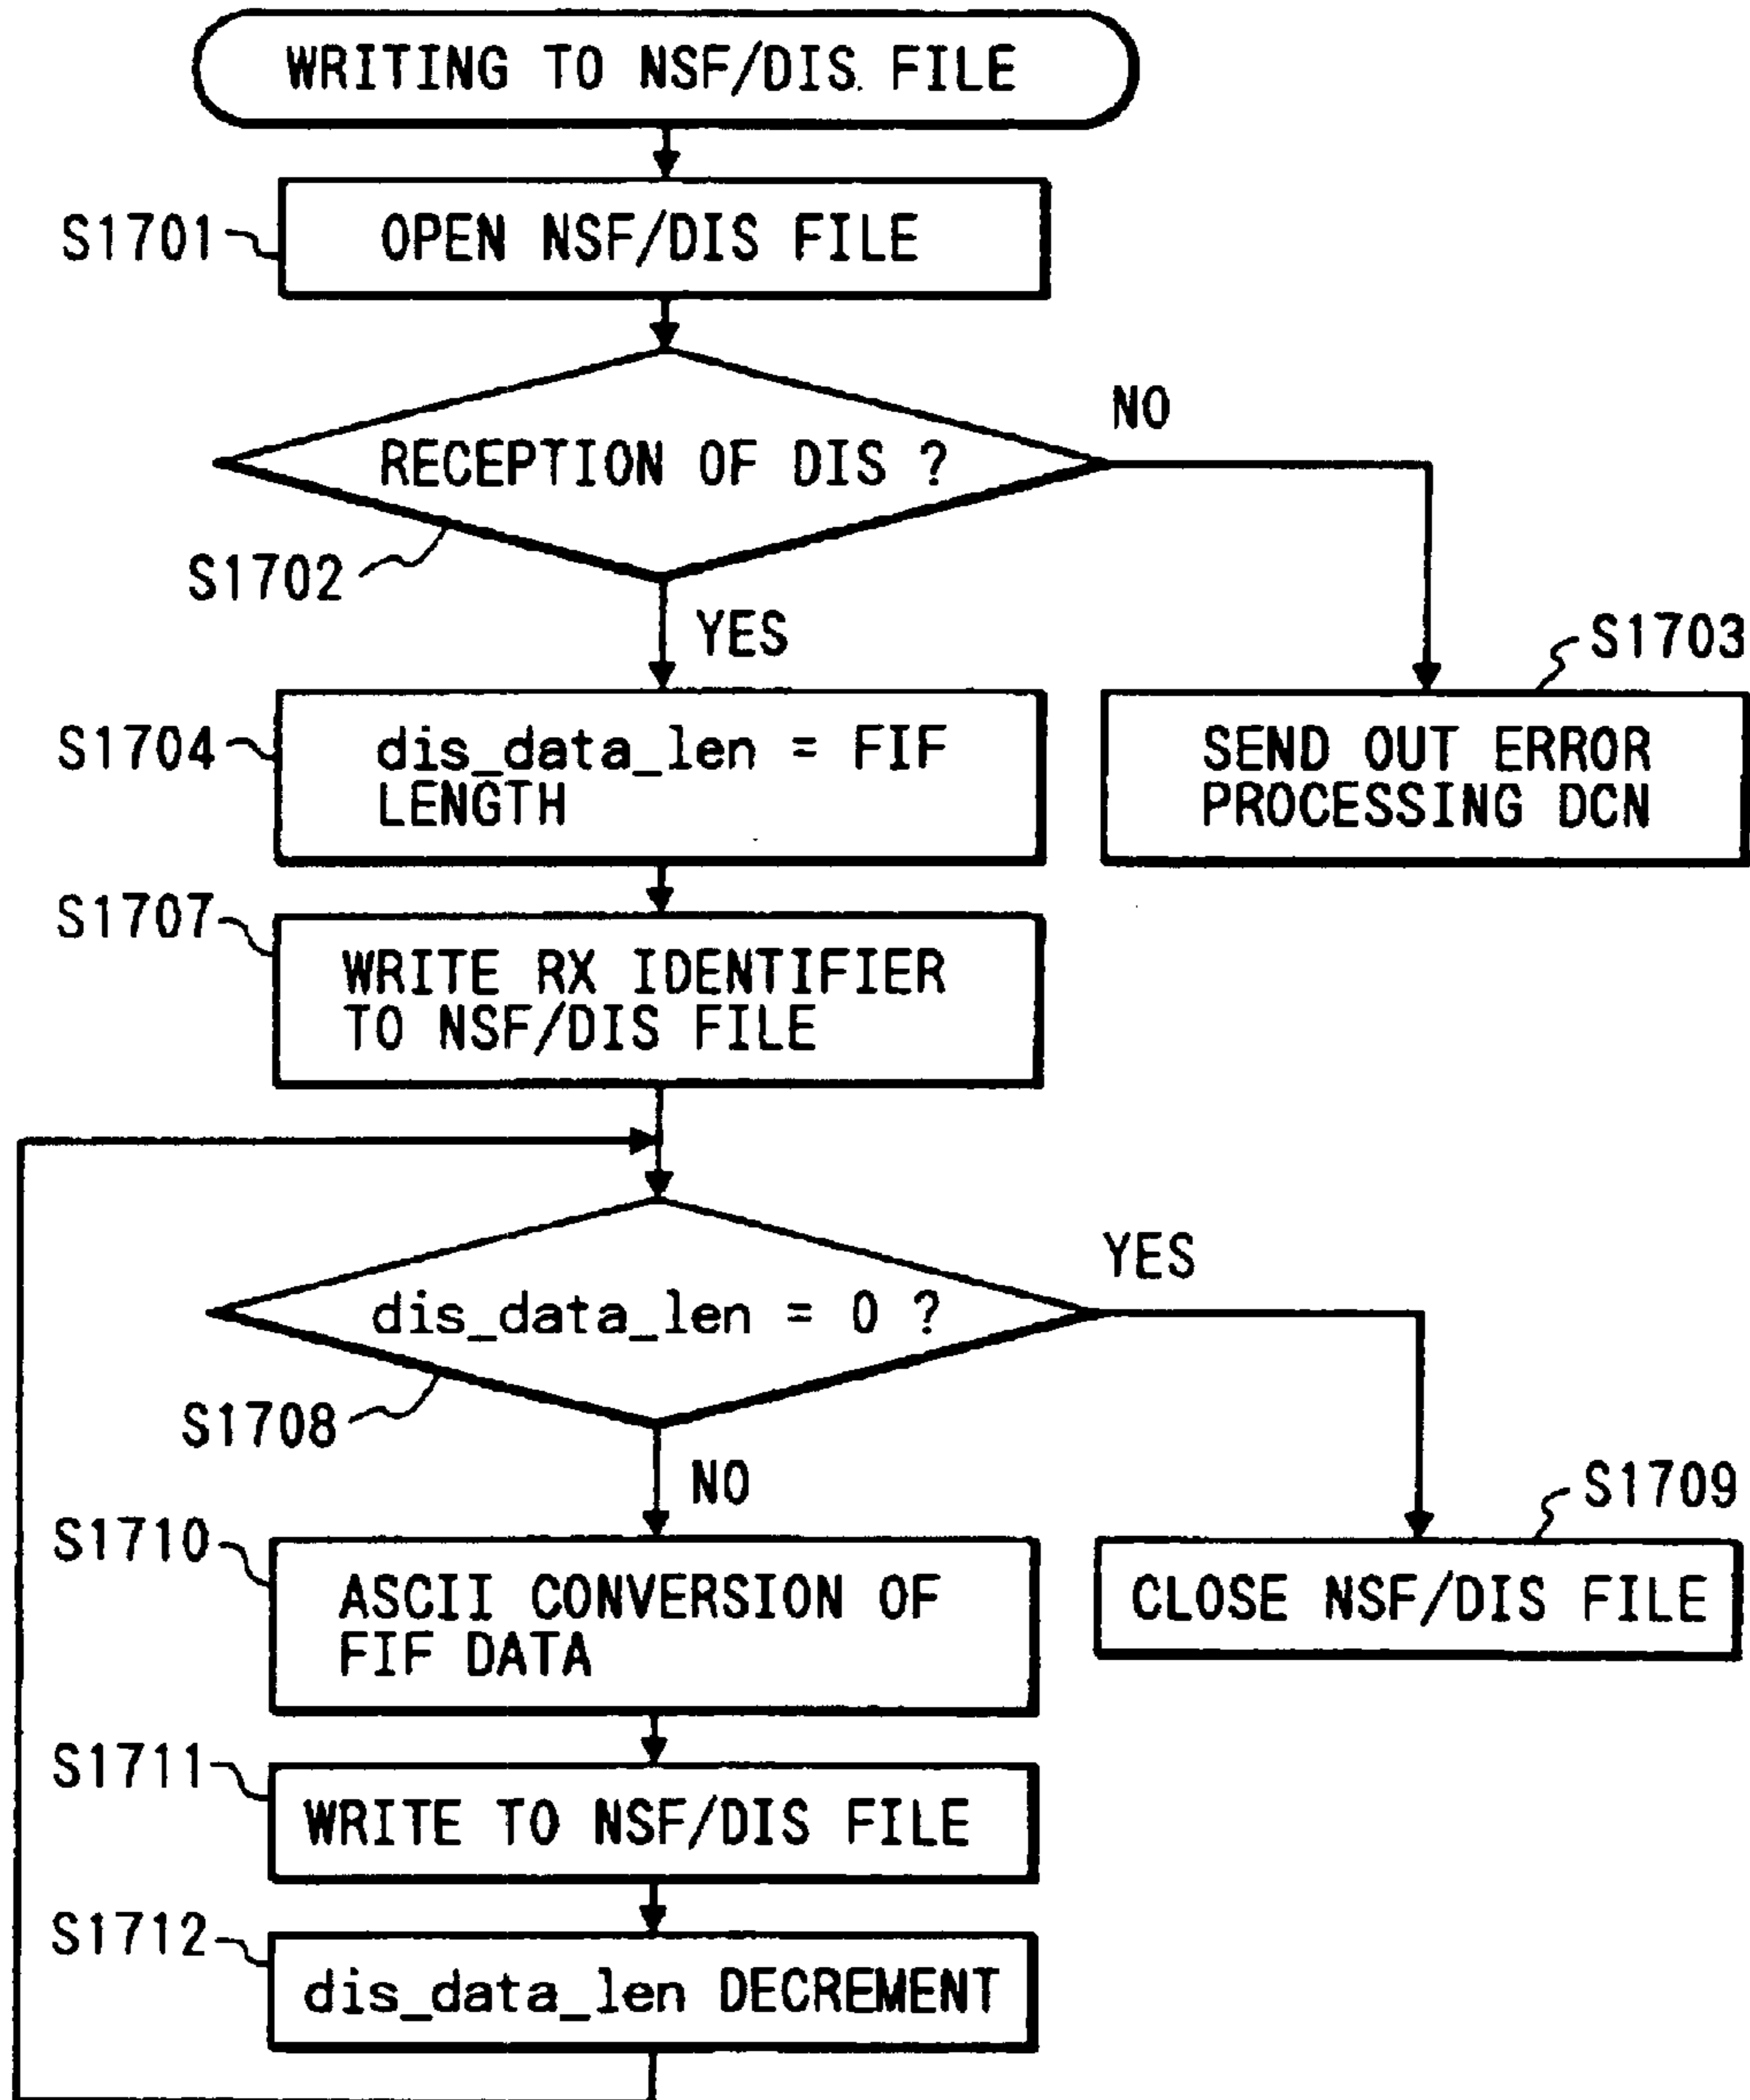 WRITING TO NSF/DIS FILE
S1701
OPEN NSF/DIS FILE
RECEPTION OF DIS ?
NO
S1702
YES
S1703
S1704
dis_data_len = FIF
LENGTH
SEND OUT ERROR
PROCESSING DCN
S1707
WRITE RX IDENTIFIER
TO NSF/DIS FILE
dis_data_len = 0 ?
YES
S1708
NO
S1709
S1710
ASCII CONVERSION OF
FIF DATA
CLOSE NSF/DIS FILE
S1711
WRITE TO NSF/DIS FILE
S1712
dis_data_len DECREMENT